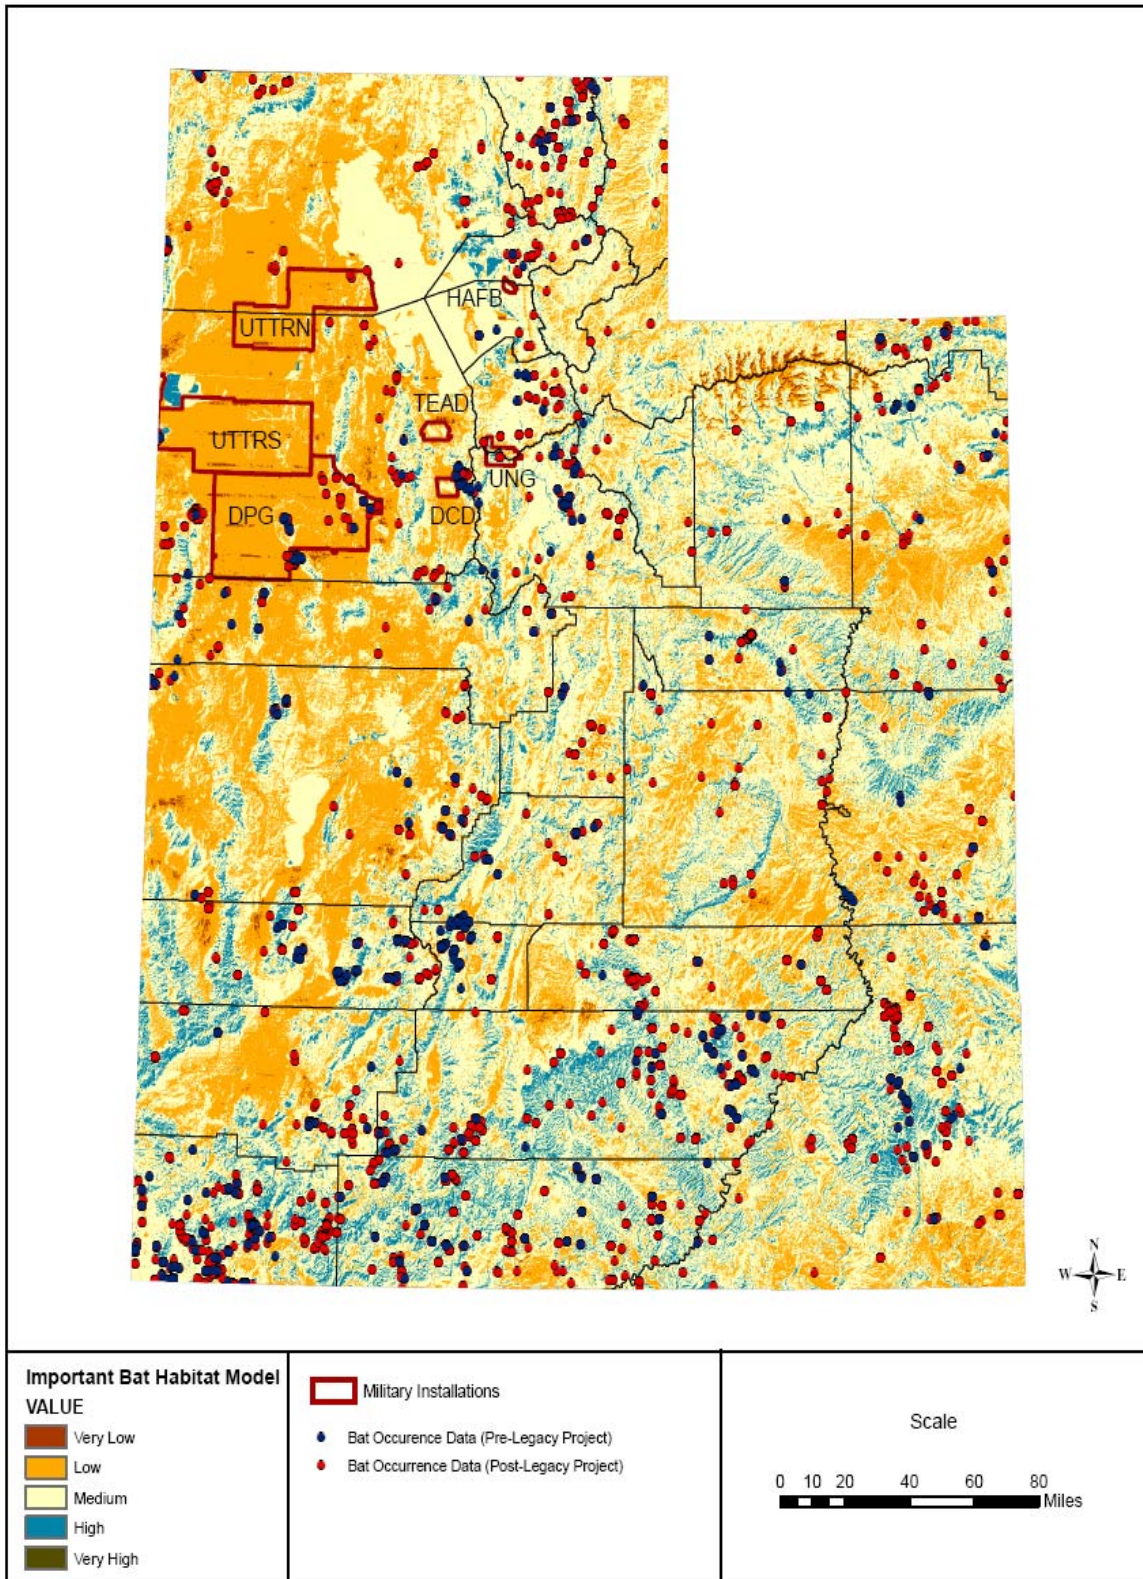 HAFB
UTTRN
TEAD
UTTRS
UNG
DPG
DCD
N
W E
S
Important Bat Habitat Model
VALUE
Very Low
Low
Medium
High
Very High
Military Installations
Bat Occurence Data (Pre-Legacy Project)
Bat Occurrence Data (Post-Legacy Project)
Scale
0 10 20 40 60 80
Miles